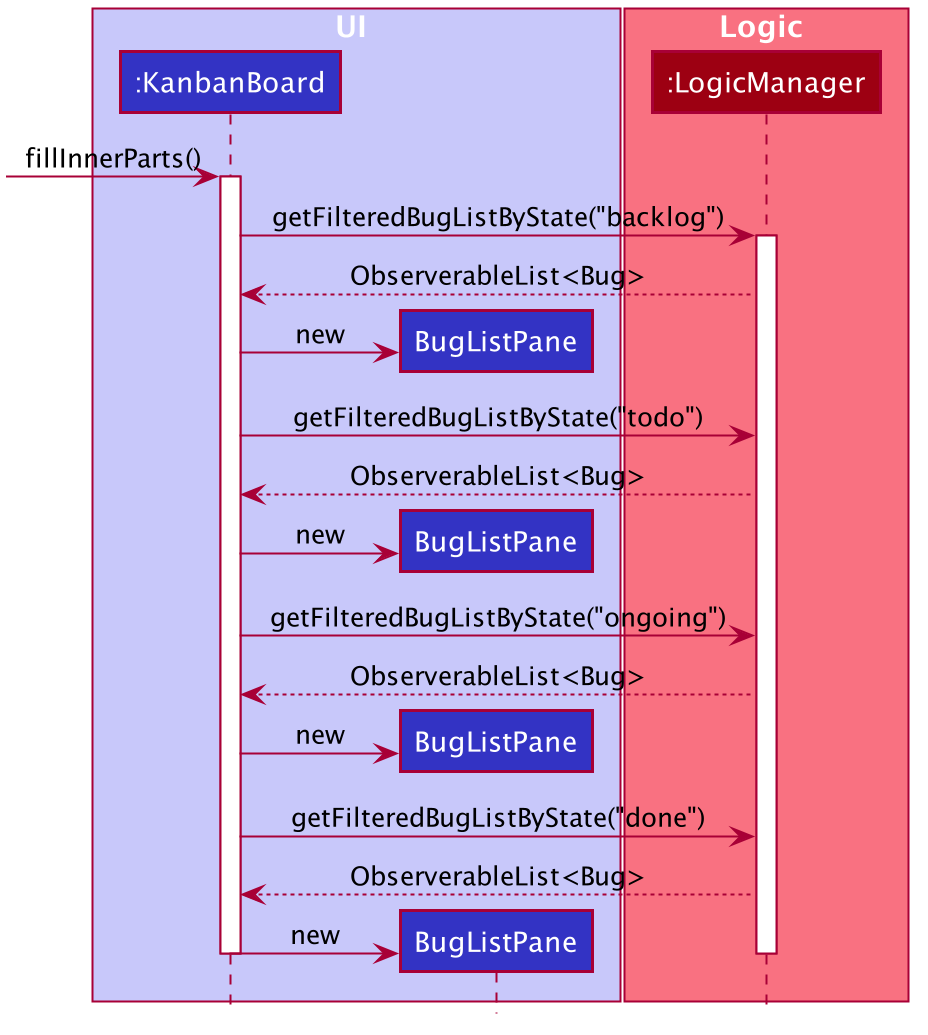 UI
Logic
:KanbanBoard
:LogicManager
fillInnerParts()
getFilteredBugListByState("backlog")
ObserverableList<Bug>
new
BugListPane
getFilteredBugListByState("todo")
ObserverableList<Bug>
new
BugListPane
getFilteredBugListByState("ongoing")
ObserverableList<Bug>
new
BugListPane
getFilteredBugListByState("done")
ObserverableList<Bug>
new
BugListPane